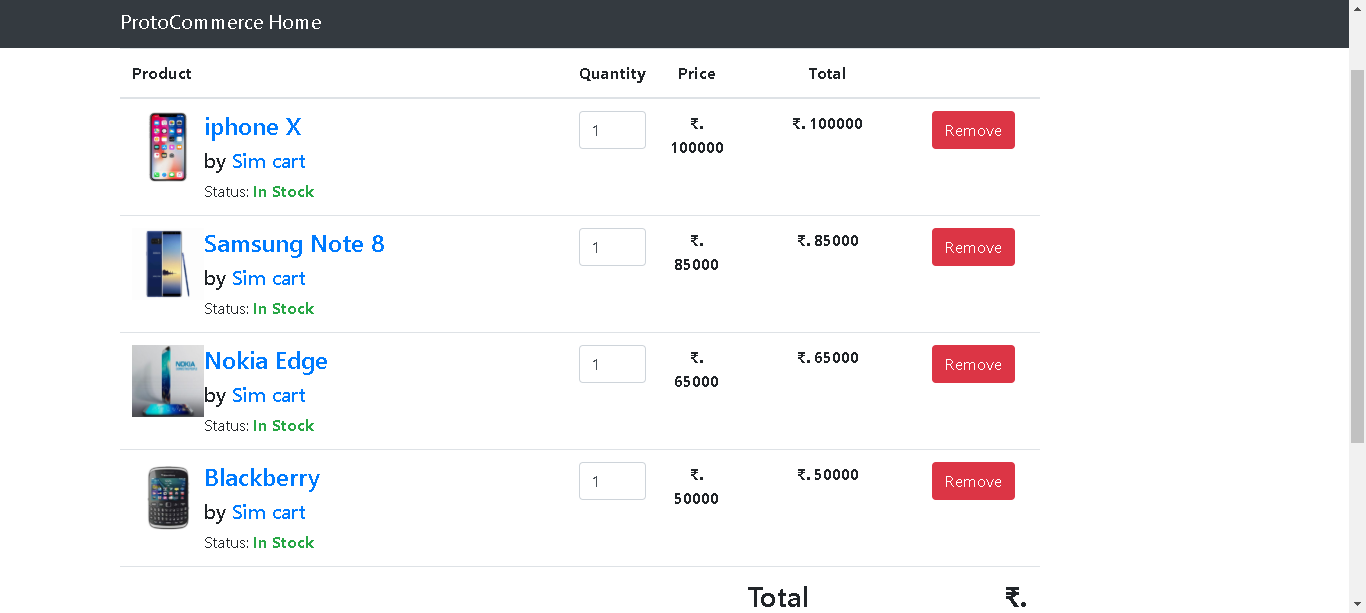 ProtoCommerce Home
Product Quantity Price Total
iphone X 1 ₹. 100000 ₹. 100000 Remove
by Sim cart
Status: In Stock
Samsung Note 8 1 ₹. 85000 ₹. 85000 Remove
by Sim cart
Status: In Stock
Nokia Edge 1 ₹. 65000 ₹. 65000 Remove
by Sim cart
Status: In Stock
NOKIA
Blackberry 1 ₹. 50000 ₹. 50000 Remove
by Sim cart
Status: In Stock
Total ₹.